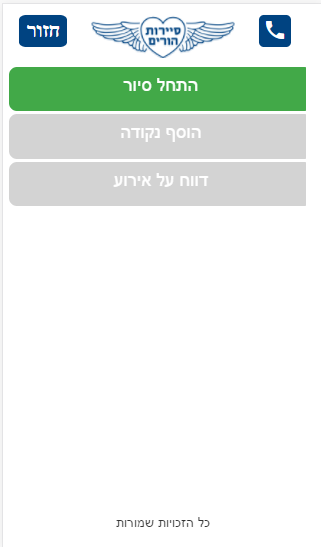 חזור
סיירות
הורים
התחל סיור
הוסף נקודה
דווח על אירוע
כל הזכויות שמורות